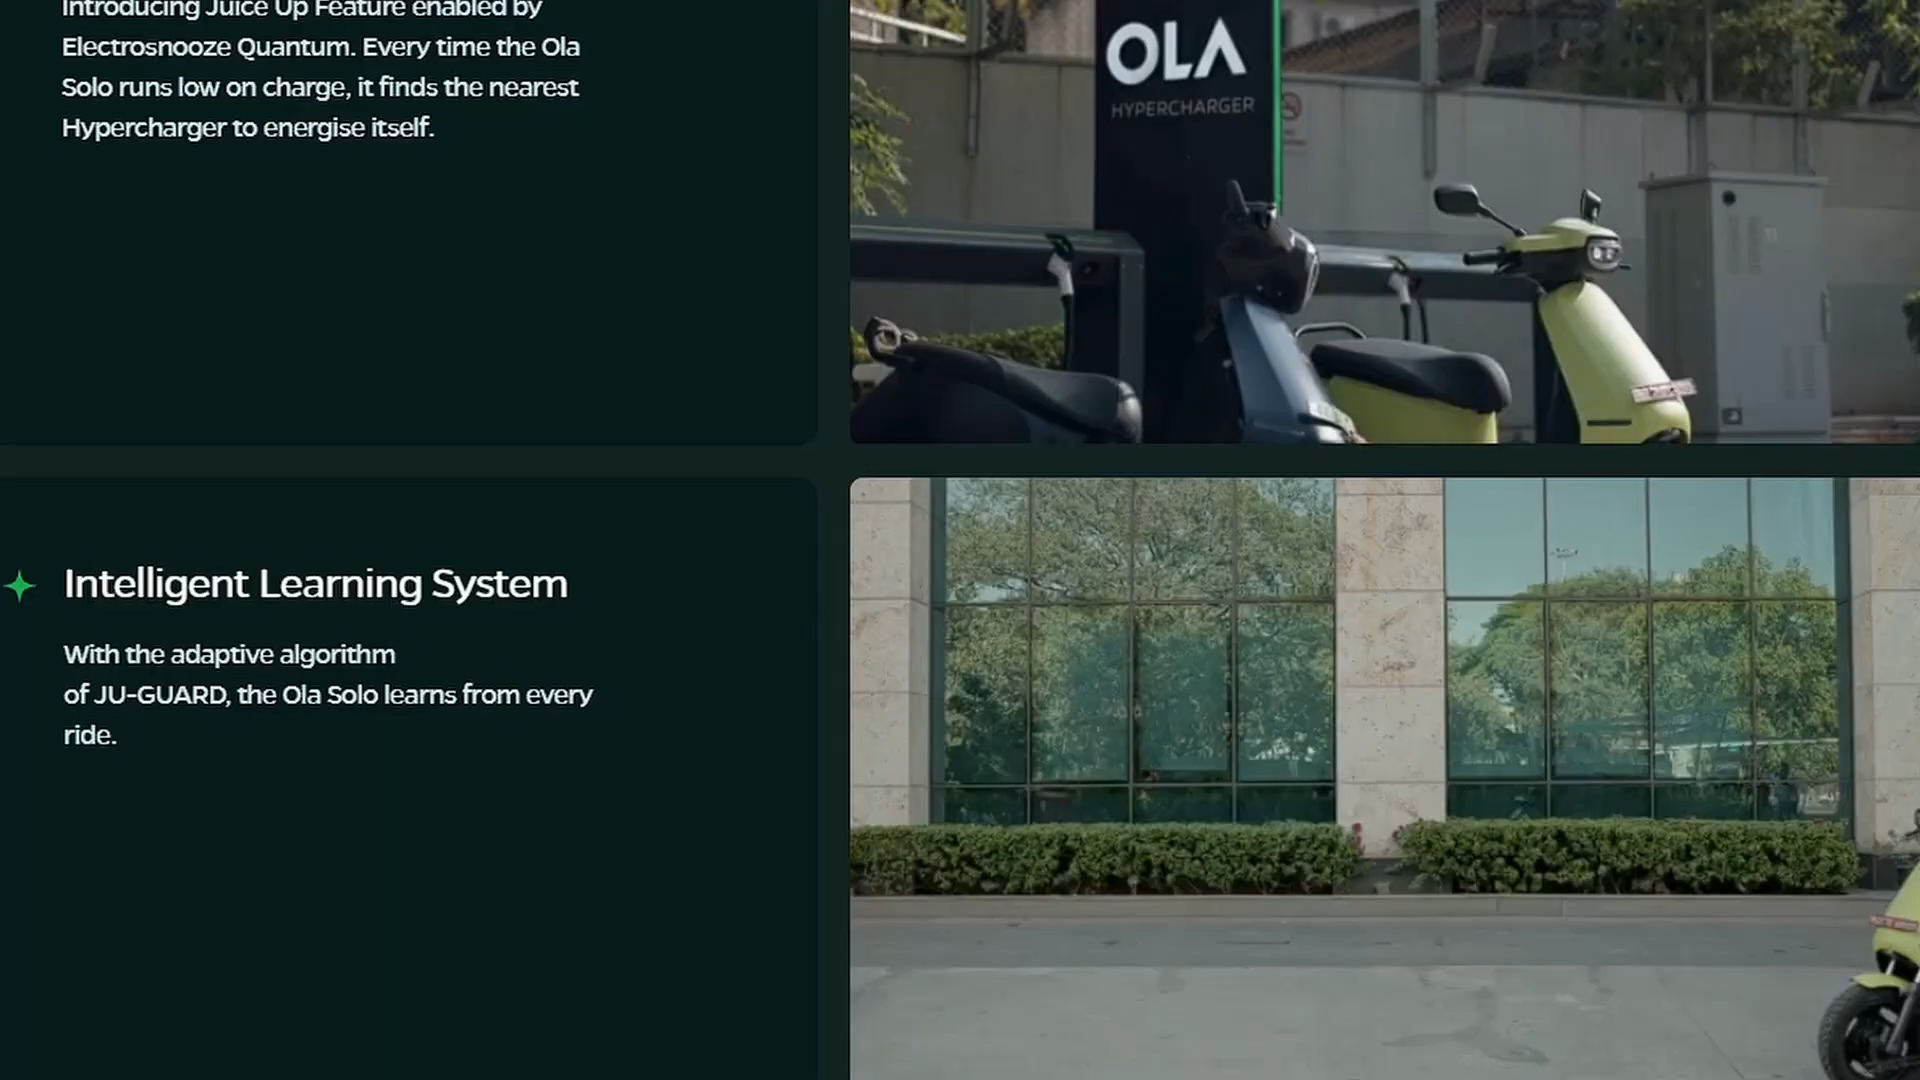 Introducing Juice Up Feature enabled by
Electrosnooze Quantum. Every time the Ola
Solo runs low on charge, it finds the nearest
Hypercharger to energise itself.
OLA
HYPERCHARGER
Intelligent Learning System
With the adaptive algorithm
of JU-GUARD, the Ola Solo learns from every
ride.